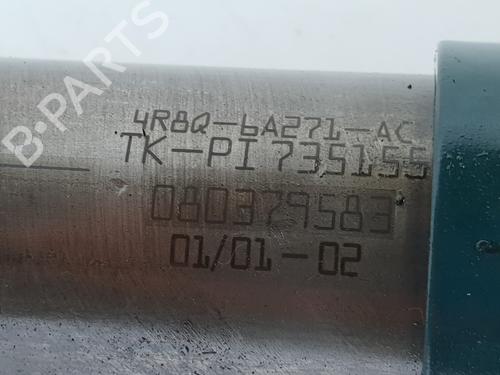 4R8Q-6A271-AC
TK-PI 735155
080379583
01/01-02
B-PARTS